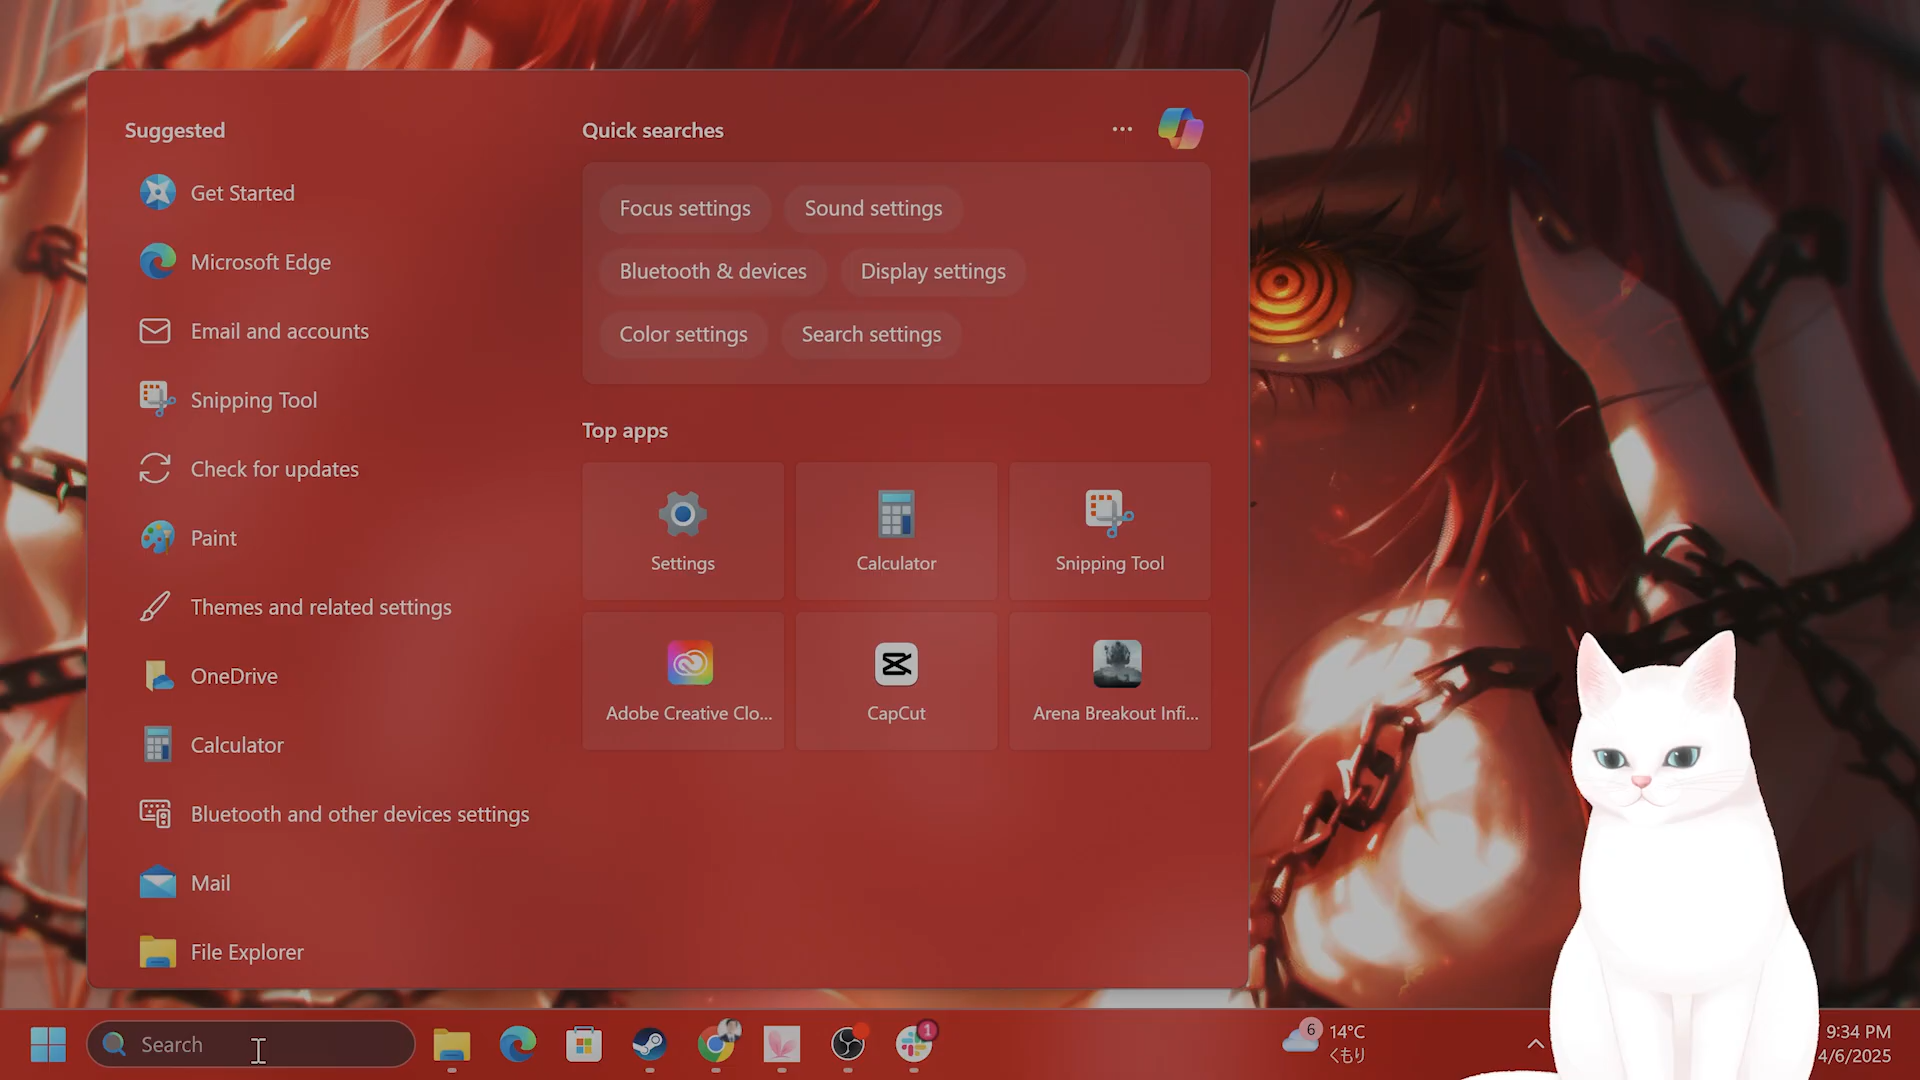 Suggested
Get Started
Microsoft Edge
Email and accounts
Snipping Tool
Check for updates
Paint
Themes and related settings
OneDrive
Calculator
Bluetooth and other devices settings
Mail
File Explorer
Quick searches
Focus settings
Sound settings
Bluetooth & devices
Display settings
Color settings
Search settings
Top apps
Settings
Calculator
Snipping Tool
Adobe Creative Clo...
CapCut
Arena Breakout Infi...
Search
1
6
14°C
くもり
9:34 PM
4/6/2025